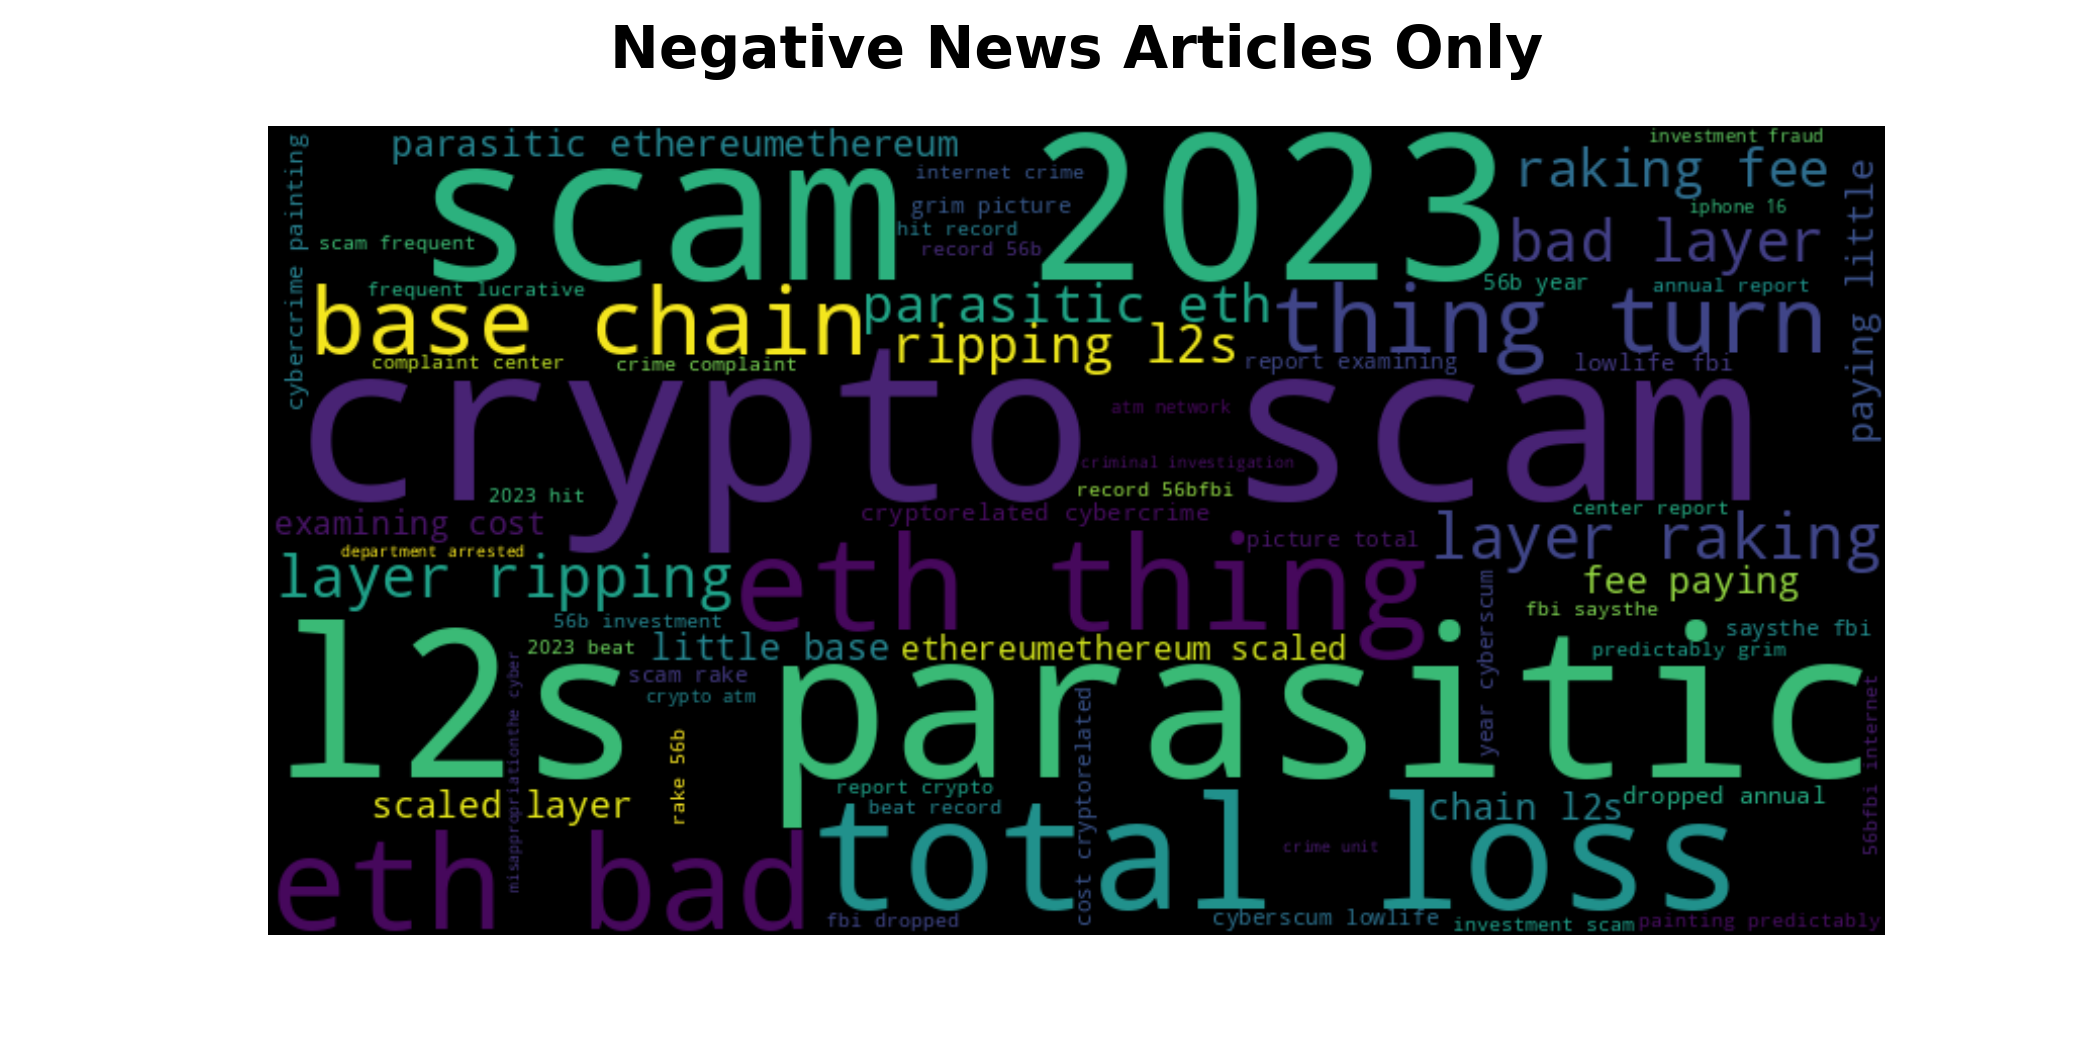 Negative News Articles Only
parasitic ethereumethereum
investment fraud
scam 2023
raking fee
internet crime
grim picture
hit record
record 56b
iphone 16
bad layer
paying little
cybercrime painting
scam frequent
frequent lucrative
base chain
parasitic eth
56b year
annual report
thing turn
ripping l2s
complaint center
crime complaint
report examining
lowlife fbi
crypto scam
atm network
criminal investigation
record 56bfbi
2023 hit
examining cost
cryptorelated cybercrime
center report
picture total
layer raking
department arrested
layer ripping
eth thing
fee paying
fbi saysthe
56b investment
2023 beat
little base
ethereumethereum scaled
saysthe fbi
predictably grim
year cyberscum
l2s parasitic
scam rake
crypto atm
misappropriationthe cyber
rake 56b
cost cryptorelated
56bfbi internet
report crypto
beat record
scaled layer
chain l2s
dropped annual
total loss
eth bad
crime unit
fbi dropped
cyberscum lowlife
investment scam
painting predictably